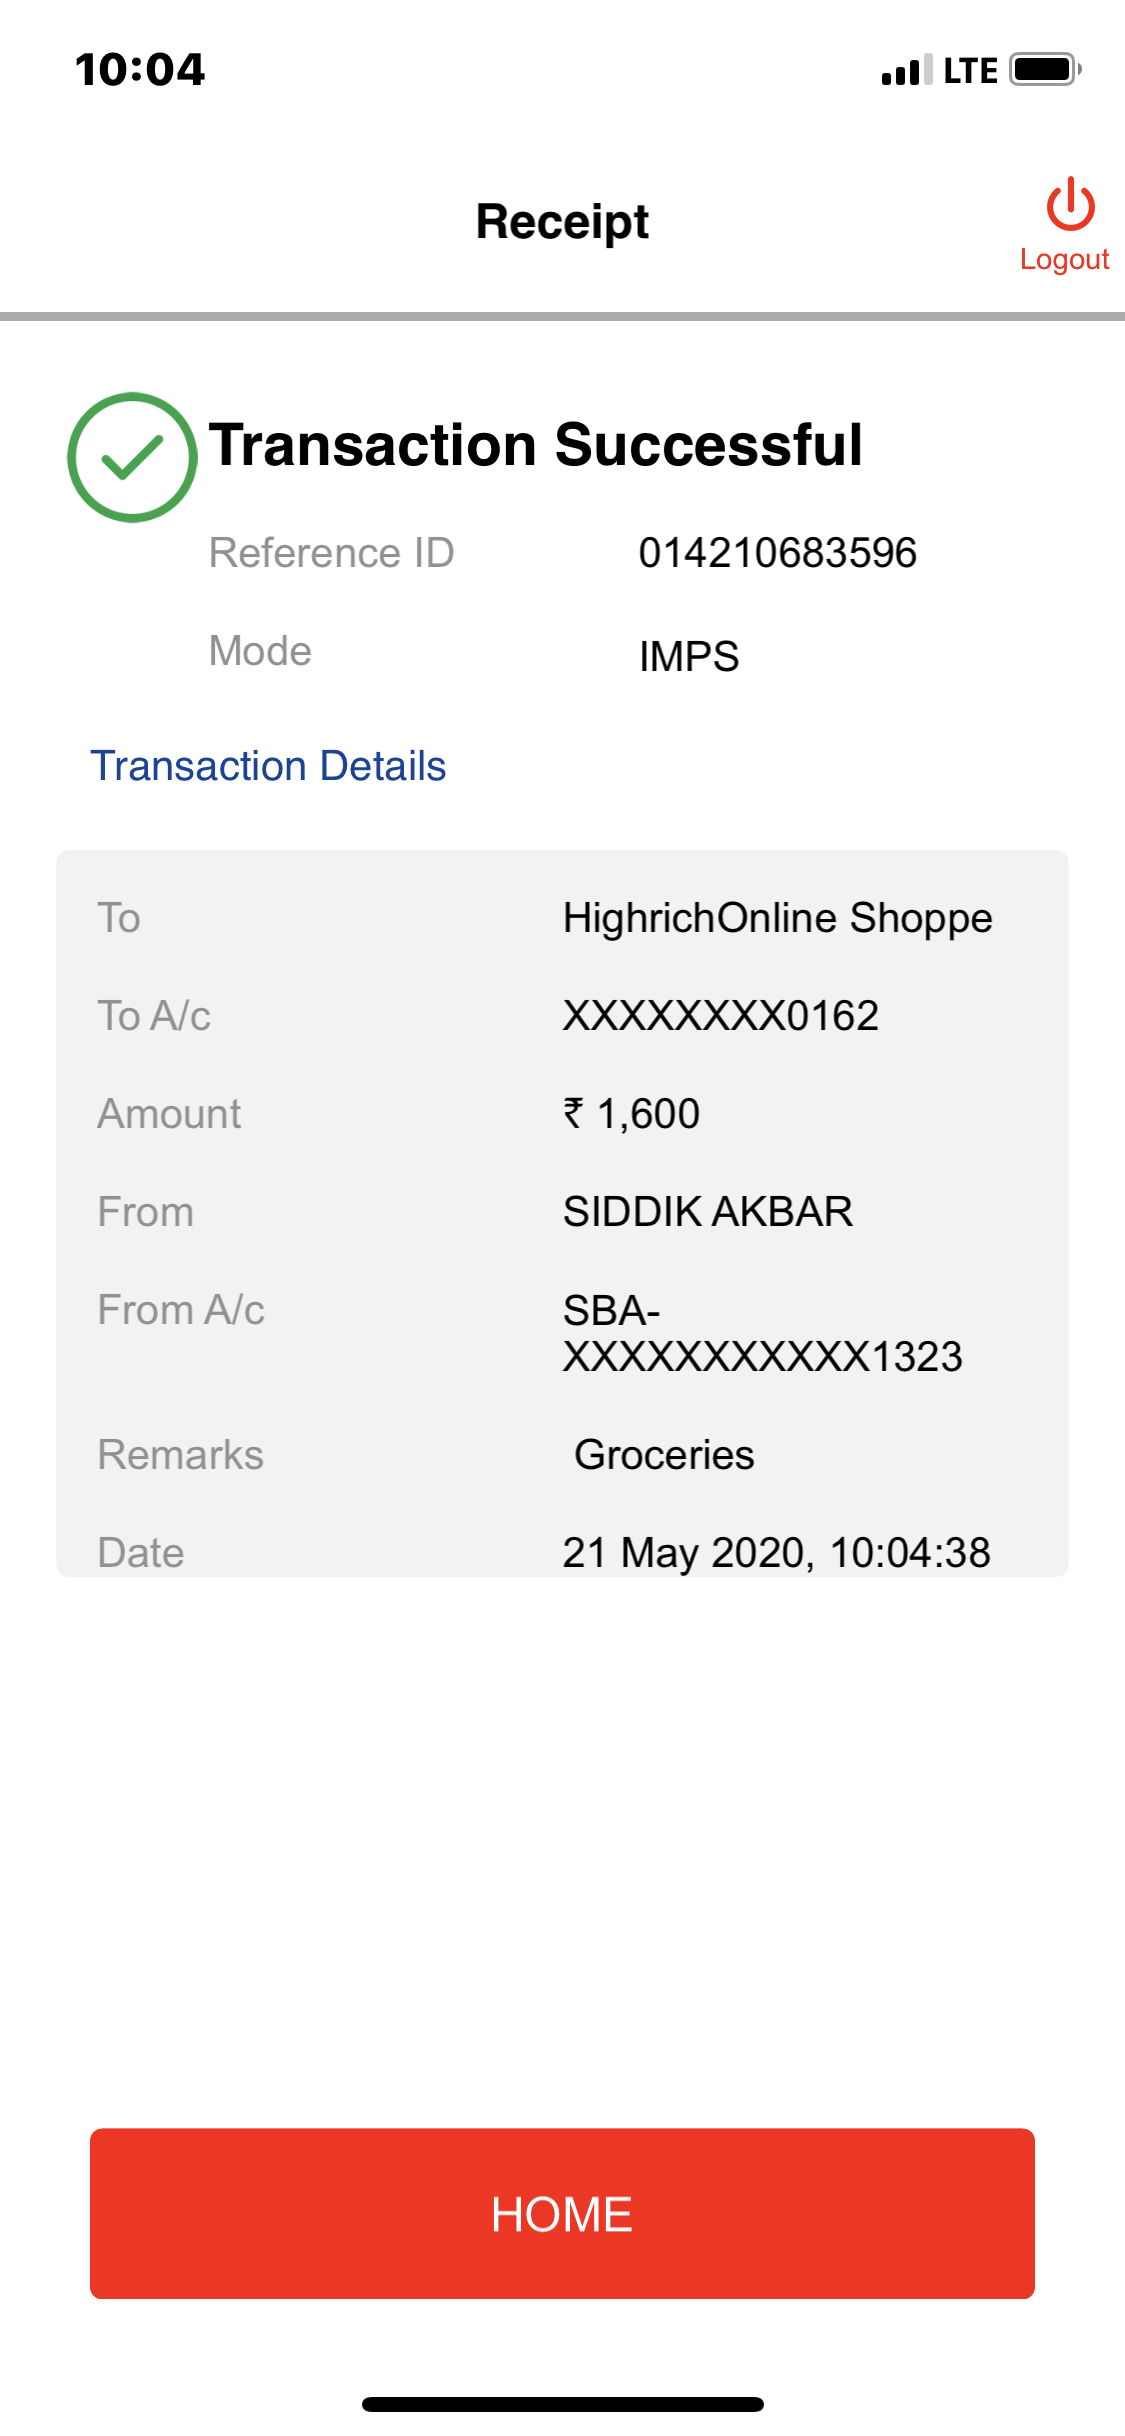 10:04
LTE
Receipt
Logout
Transaction Successful
Reference ID 014210683596
Mode IMPS
Transaction Details
To HighrichOnline Shoppe
To A/c XXXXXXXX0162
Amount ₹ 1,600
From SIDDIK AKBAR
From A/c SBA-
XXXXXXXXXXX1323
Remarks Groceries
Date 21 May 2020, 10:04:38
HOME